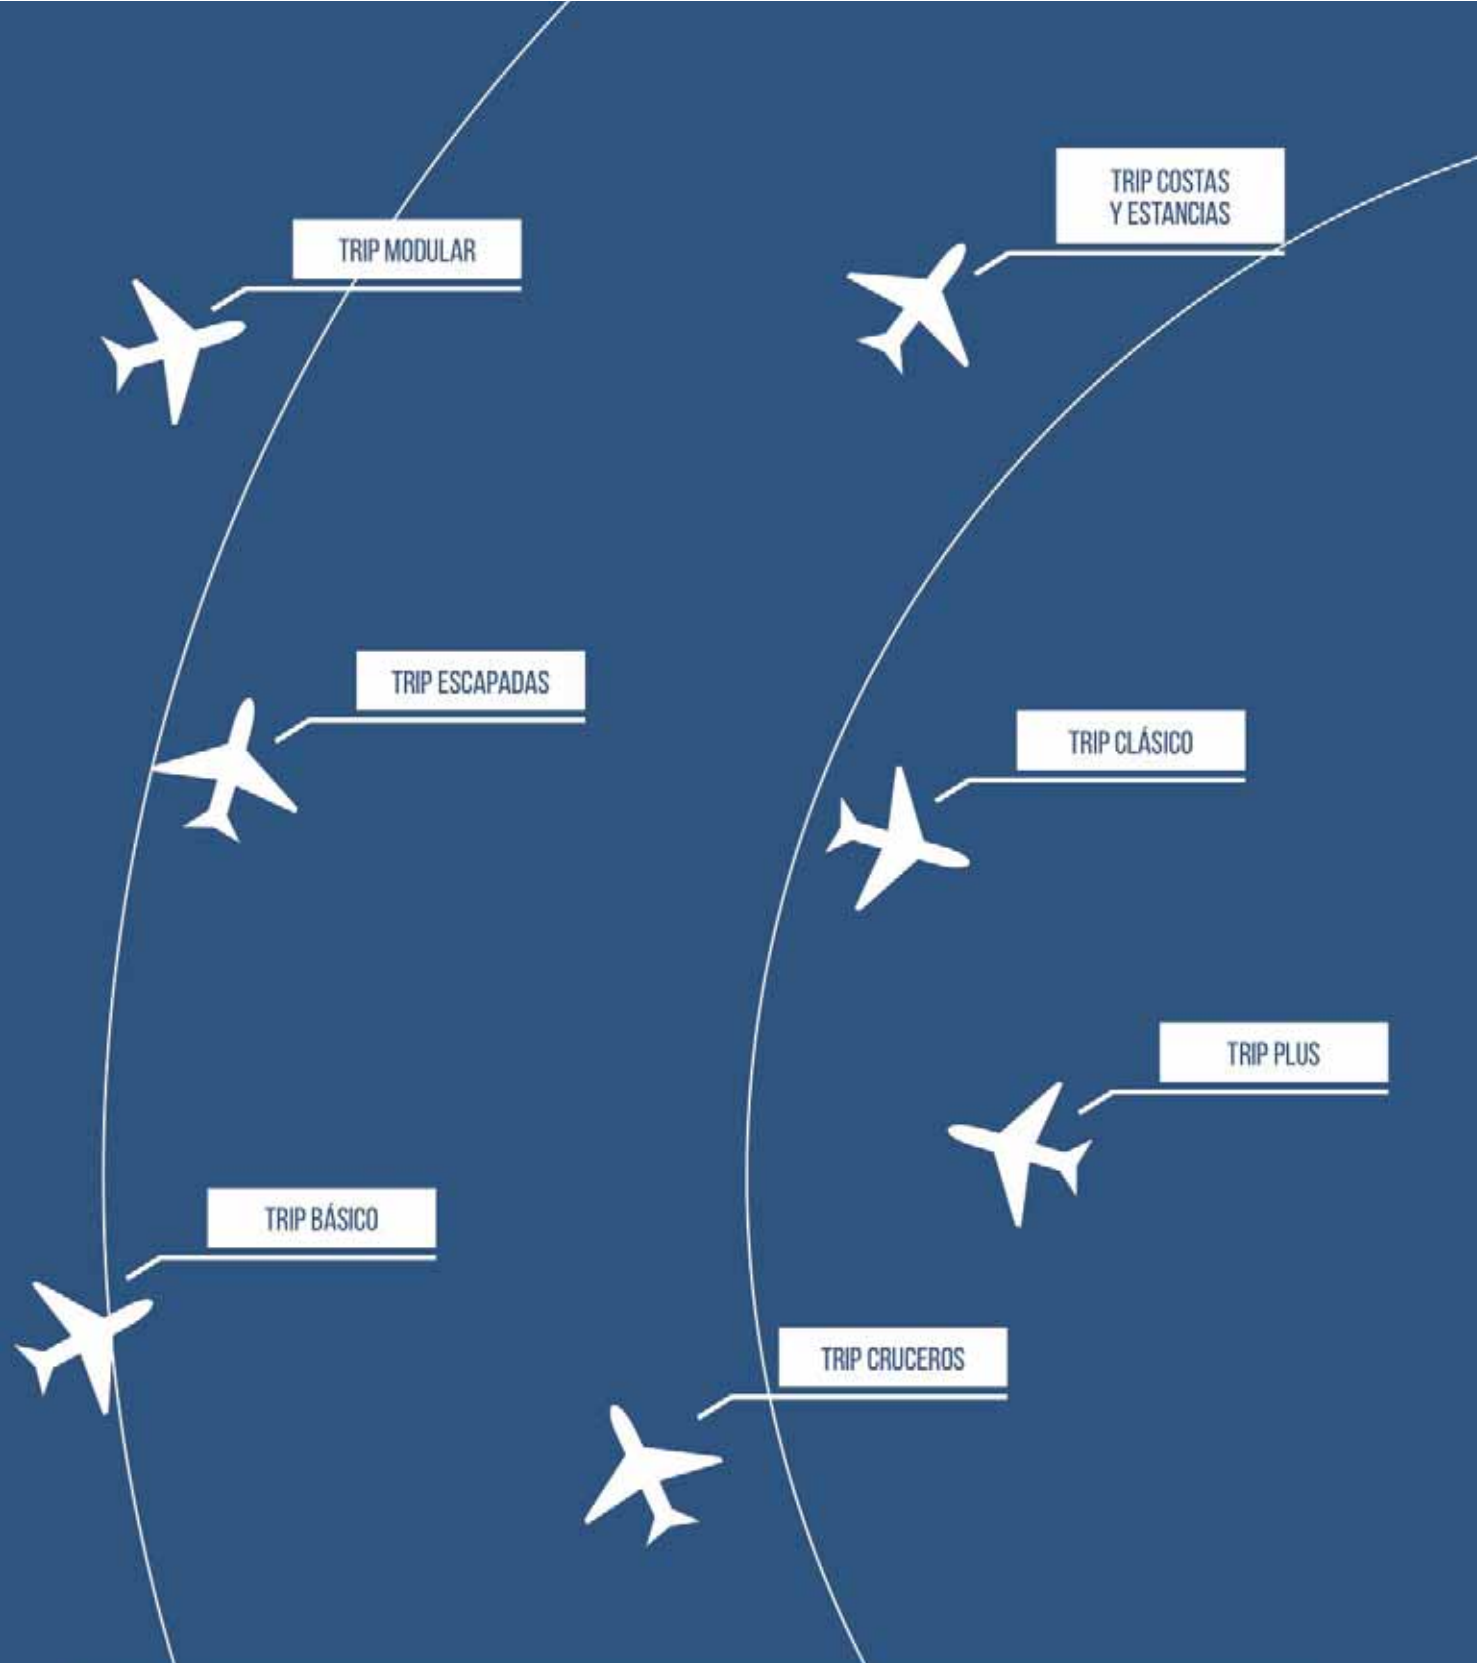 TRIP COSTAS
Y ESTANCIAS
TRIP MODULAR
TRIP ESCAPADAS
TRIP CLÁSICO
TRIP PLUS
TRIP BÁSICO
TRIP CRUCEROS